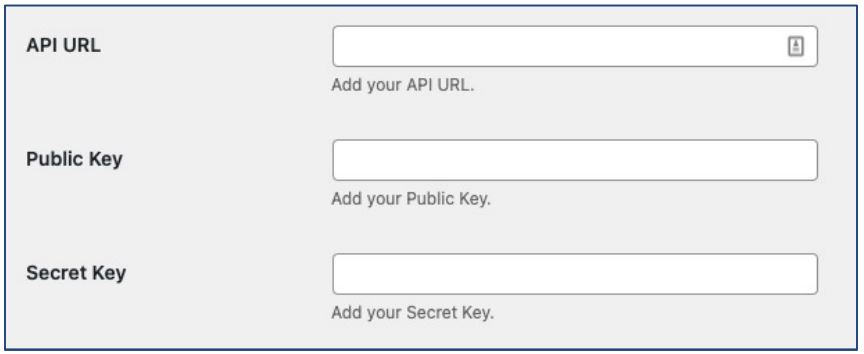 API URL
Add your API URL.
Public Key
Add your Public Key.
Secret Key
Add your Secret Key.